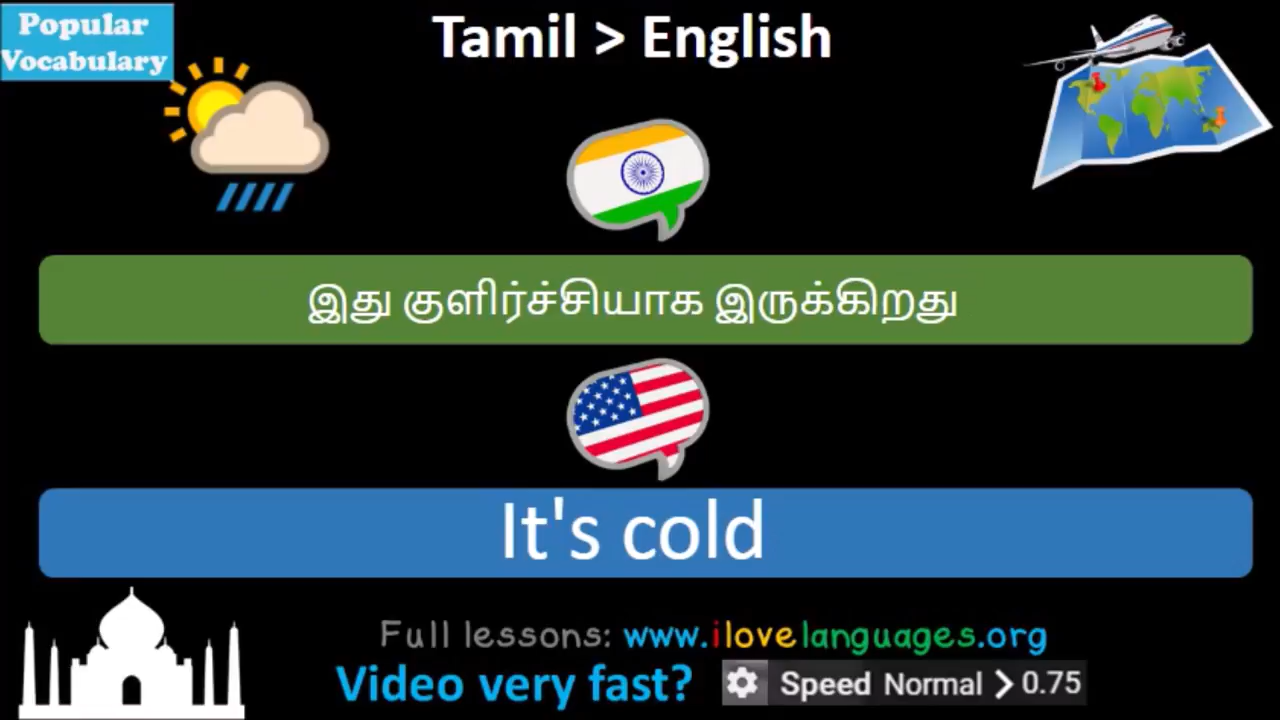 Popular
Vocabulary
Tamil > English
இது குளிர்ச்சியாக இருக்கிறது
It's cold
Full lessons: www.ilovelanguages.org
Video very fast? Speed Normal > 0.75